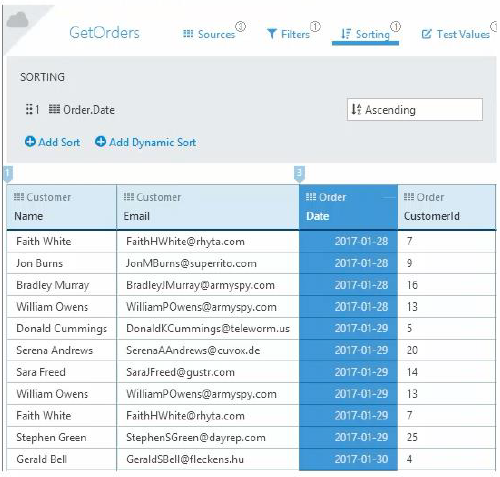 GetOrders Sources 3 Filters 1 Sorting 1 Test Values
SORTING
1 Order.Date Ascending
Add Sort Add Dynamic Sort
1 3
Customer Customer Order Order
Name Email Date CustomerId
Faith White FaithHWhite@rhyta.com 2017-01-28 7
Jon Burns JonMBurns@superrito.com 2017-01-28 9
Bradley Murray BradleyJMurray@armyspy.com 2017-01-28 16
William Owens WilliamPOwens@armyspy.com 2017-01-28 13
Donald Cummings DonaldKCummings@teleworm.us 2017-01-29 5
Serena Andrews SerenaAAndrews@cuvox.de 2017-01-29 20
Sara Freed SaraJFreed@gustr.com 2017-01-29 14
William Owens WilliamPOwens@armyspy.com 2017-01-29 13
Faith White FaithHWhite@rhyta.com 2017-01-29 7
Stephen Green StephenSGreen@dayrep.com 2017-01-29 25
Gerald Bell GeraldSBell@fleckens.hu 2017-01-30 4